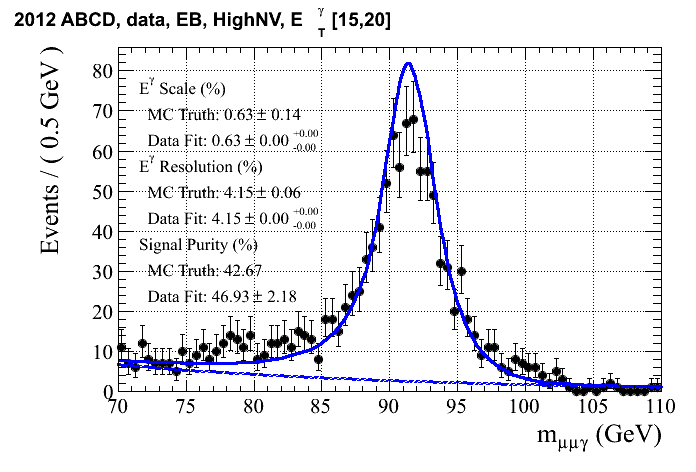 2012 ABCD, data, EB, HighNV, E γ T [15,20]
Events / ( 0.5 GeV )
80
70
60
50
40
30
20
10
0
E^γ Scale (%)
MC Truth: 0.63 ± 0.14
Data Fit: 0.63 ± 0.00 +0.00 -0.00
E^γ Resolution (%)
MC Truth: 4.15 ± 0.06
Data Fit: 4.15 ± 0.00 +0.00 -0.00
Signal Purity (%)
MC Truth: 42.67
Data Fit: 46.93 ± 2.18
70 75 80 85 90 95 100 105 110
m_μμγ (GeV)